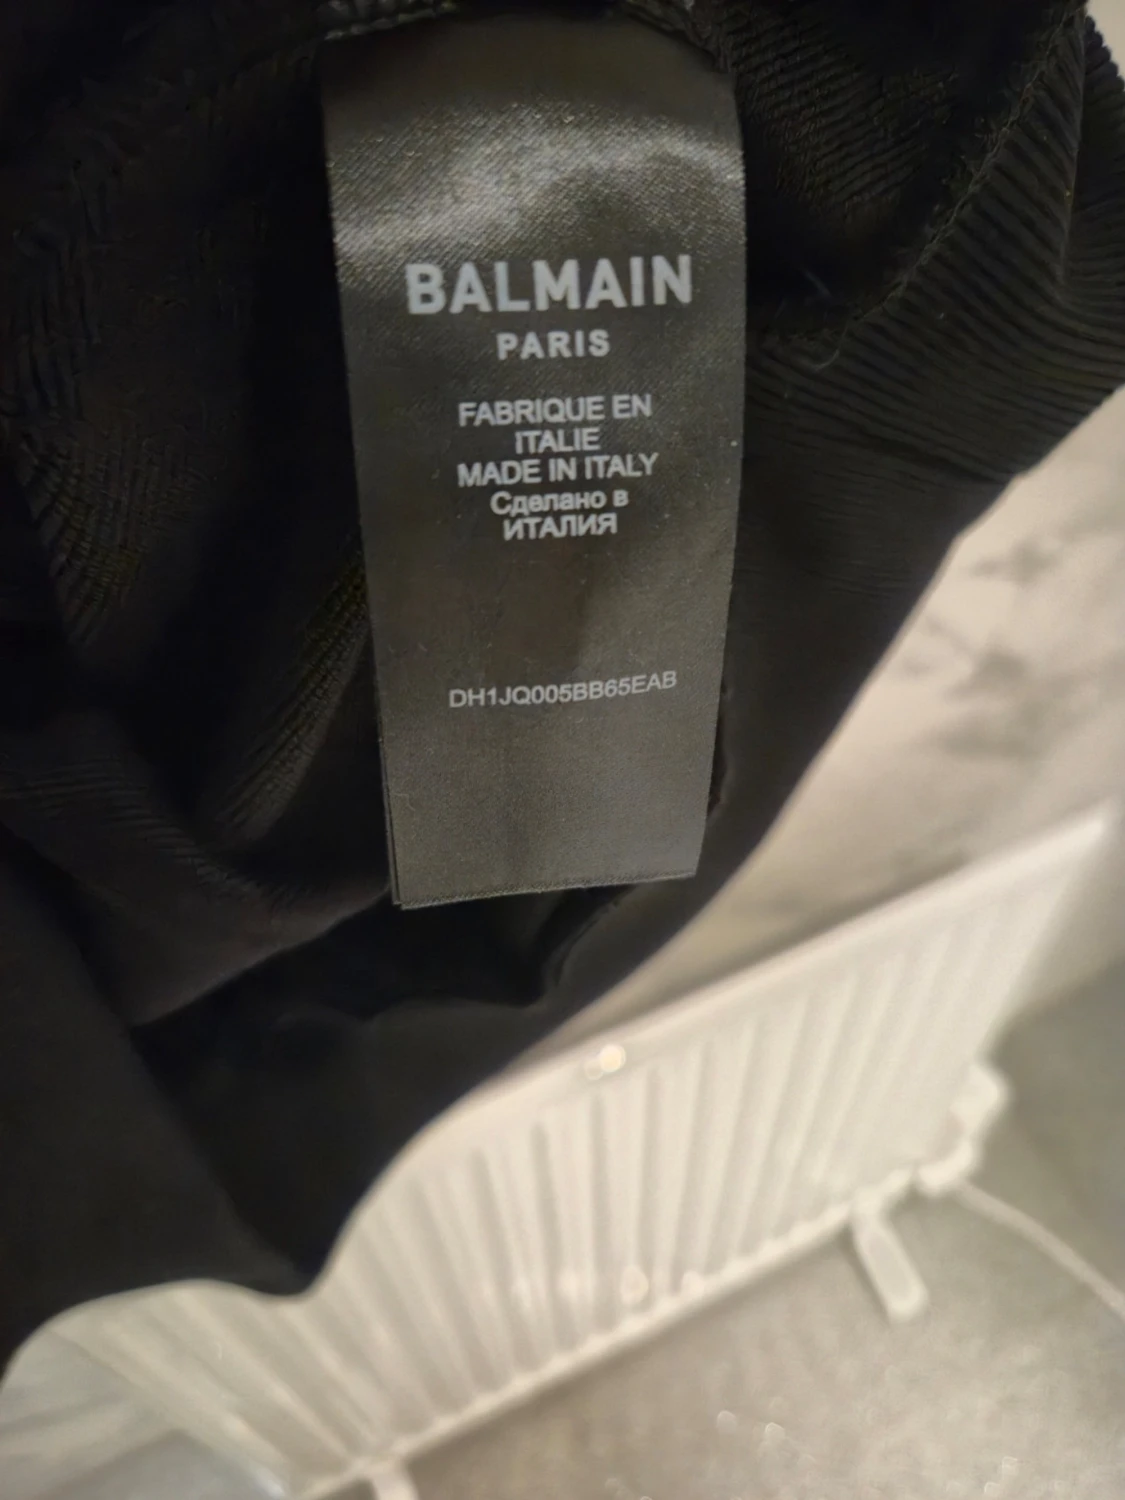 BALMAIN
PARIS
FABRIQUE EN
ITALIE
MADE IN ITALY
Сделано в
ИТАЛИЯ
DH1JQ005BB65EAB